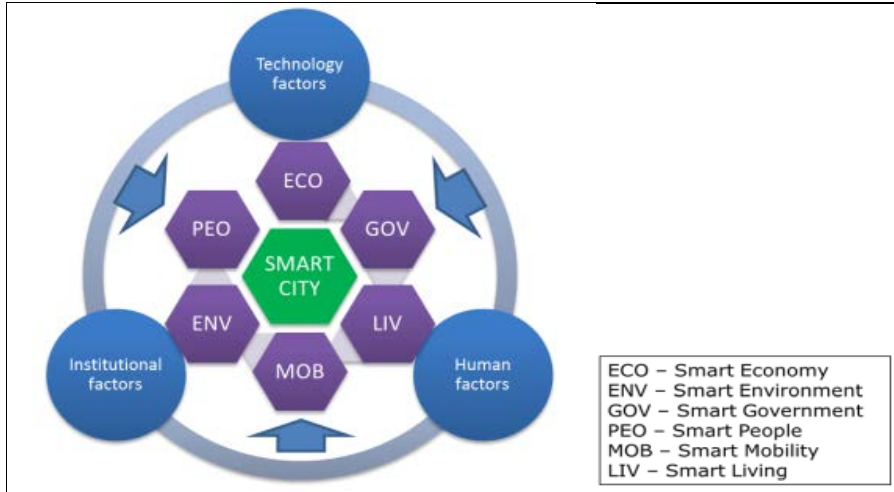 Technology
factors
ECO
PEO
GOV
SMART
CITY
ENV
LIV
MOB
Institutional
factors
Human
factors
ECO – Smart Economy
ENV – Smart Environment
GOV – Smart Government
PEO – Smart People
MOB – Smart Mobility
LIV – Smart Living